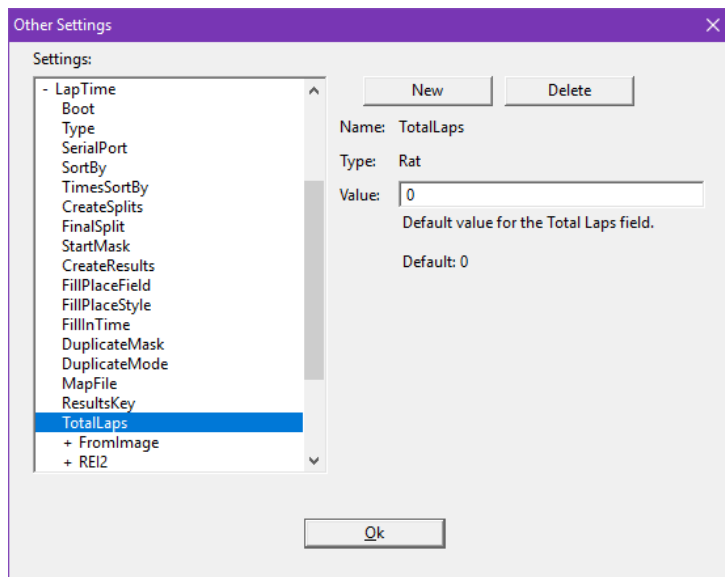 Other Settings
Settings:
- LapTime
Boot
Type
SerialPort
SortBy
TimesSortBy
CreateSplits
FinalSplit
StartMask
CreateResults
FillPlaceField
FillPlaceStyle
FillInTime
DuplicateMask
DuplicateMode
MapFile
ResultsKey
TotalLaps
+ FromImage
+ REI2
New Delete
Name: TotalLaps
Type: Rat
Value: 0
Default value for the Total Laps field.
Default: 0
Ok